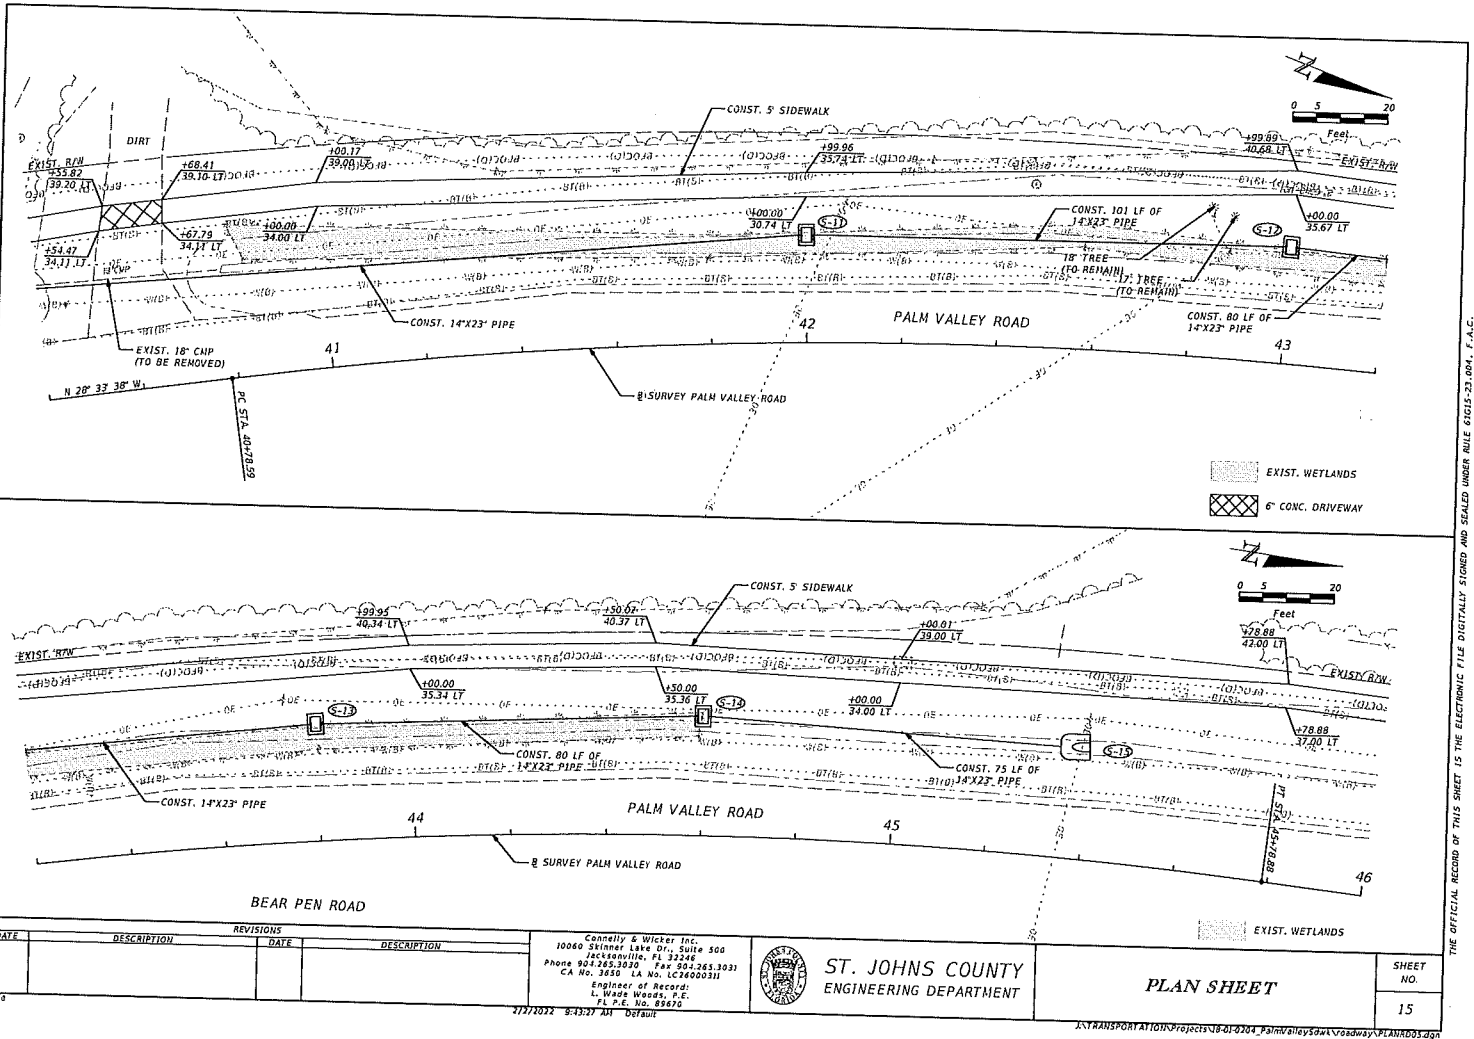 DIRT
EXIST. R/W
+55.82
39.20 LT
+68.41
39.10 LT
+00.17
39.00 LT
CONST. 5' SIDEWALK
+99.96
35.74 LT
+99.89
40.68 LT
EXIST. R/W
0 5 20
Feet
N
+54.47
34.11 LT
+67.79
34.11 LT
+00.00
34.00 LT
+00.00
30.74 LT
S-11
CONST. 101 LF OF
14"X23" PIPE
18" TREE
(TO REMAIN)
17" TREE
(TO REMAIN)
S-12
+00.00
35.67 LT
CONST. 80 LF OF
14"X23" PIPE
CONST. 14"X23" PIPE
EXIST. 18" CMP
(TO BE REMOVED)
41
42
PALM VALLEY ROAD
43
N 28° 33' 38" W
PC STA. 40+78.59
SURVEY PALM VALLEY ROAD
EXIST. WETLANDS
6" CONC. DRIVEWAY
N
0 5 20
Feet
CONST. 5' SIDEWALK
EXIST. R/W
+99.95
40.34 LT
+50.02
40.37 LT
+00.01
39.00 LT
+78.88
42.00 LT
EXIST. R/W
+00.00
35.34 LT
+50.00
35.36 LT
+00.00
34.00 LT
+78.88
37.00 LT
S-13
S-14
S-15
CONST. 14"X23" PIPE
CONST. 80 LF OF
14"X23" PIPE
CONST. 75 LF OF
14"X23" PIPE
PALM VALLEY ROAD
44
45
46
PT STA. 45+78.88
SURVEY PALM VALLEY ROAD
BEAR PEN ROAD
EXIST. WETLANDS
REVISIONS
DATE DESCRIPTION DATE DESCRIPTION
Connelly & Wicker Inc.
10060 Skinner Lake Dr., Suite 500
Jacksonville, FL 32246
Phone 904.265.3030 Fax 904.265.3031
CA No. 3650 LA No. LC26000311
Engineer of Record:
L. Wade Woods, P.E.
FL P.E. No. 89670
ST. JOHNS COUNTY
ENGINEERING DEPARTMENT
PLAN SHEET
SHEET
NO.
15
2/2/2022 9:43:27 AM Default
J:\TRANSPORTATION\Projects\18-01-0204_PalmValleySdwk\roadway\PLANRD05.dgn
THE OFFICIAL RECORD OF THIS SHEET IS THE ELECTRONIC FILE DIGITALLY SIGNED AND SEALED UNDER RULE 61G15-23.004, F.A.C.